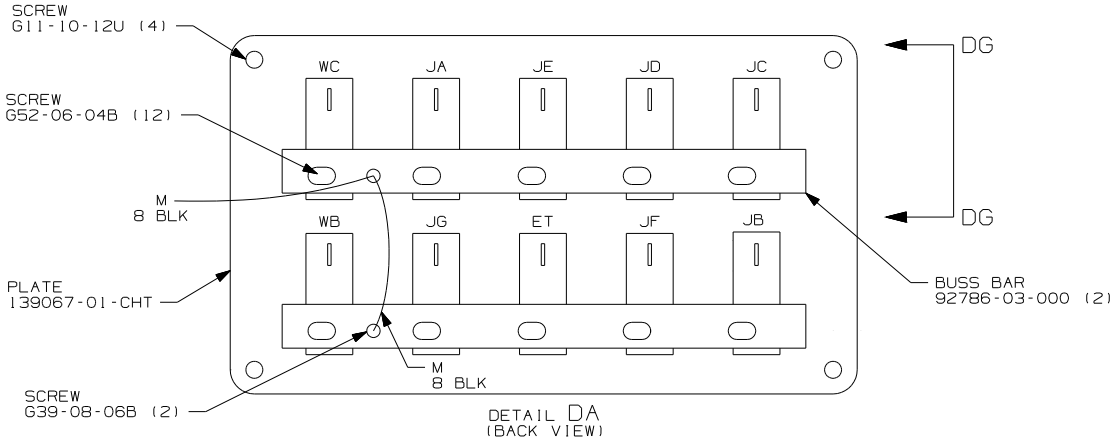 SCREW
G11-10-12U (4)
SCREW
G52-06-04B (12)
WC JA JE JD JC
DG
M
8 BLK
DG
WB JG ET JF JB
PLATE
139067-01-CHT
BUSS BAR
92786-03-000 (2)
M
8 BLK
SCREW
G39-08-06B (2)
DETAIL DA
(BACK VIEW)